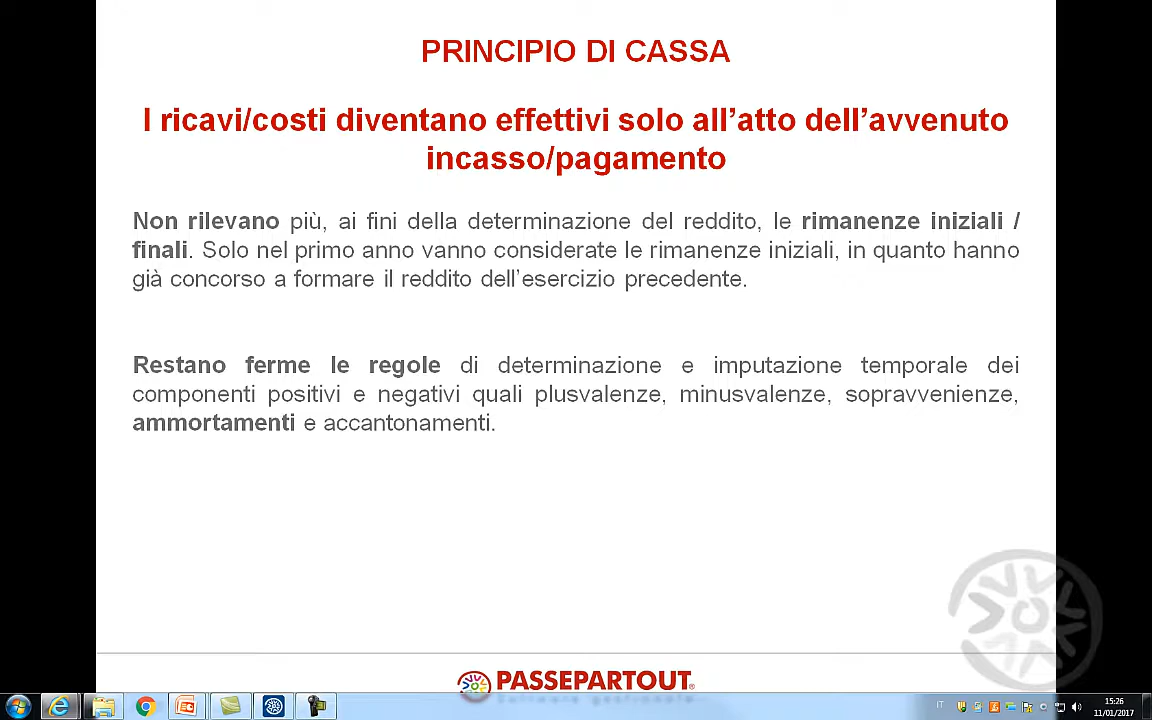 PRINCIPIO DI CASSA
I ricavi/costi diventano effettivi solo all’atto dell’avvenuto
incasso/pagamento
Non rilevano più, ai fini della determinazione del reddito, le rimanenze iniziali /
finali. Solo nel primo anno vanno considerate le rimanenze iniziali, in quanto hanno
già concorso a formare il reddito dell’esercizio precedente.
Restano ferme le regole di determinazione e imputazione temporale dei
componenti positivi e negativi quali plusvalenze, minusvalenze, sopravvenienze,
ammortamenti e accantonamenti.
PASSEPARTOUT
IT
15:26
11/01/2017